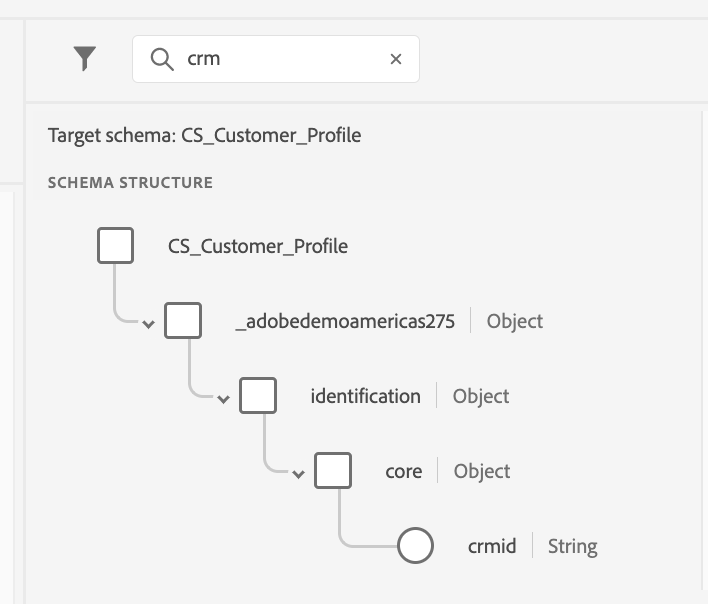 crm
Target schema: CS_Customer_Profile
SCHEMA STRUCTURE
CS_Customer_Profile
_adobedemoamericas275 Object
identification Object
core Object
crmid String